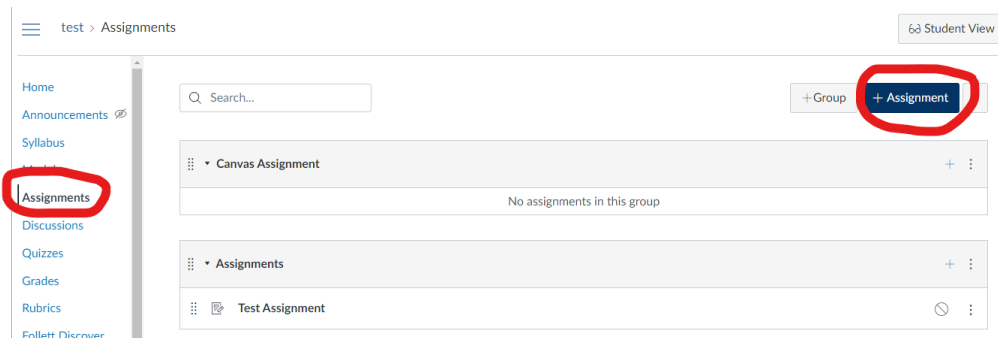 test > Assignments
Student View
Home
Announcements
Syllabus
Assignments
Discussions
Quizzes
Grades
Rubrics
Follett Discover
Search...
+Group
+ Assignment
Canvas Assignment
No assignments in this group
Assignments
Test Assignment